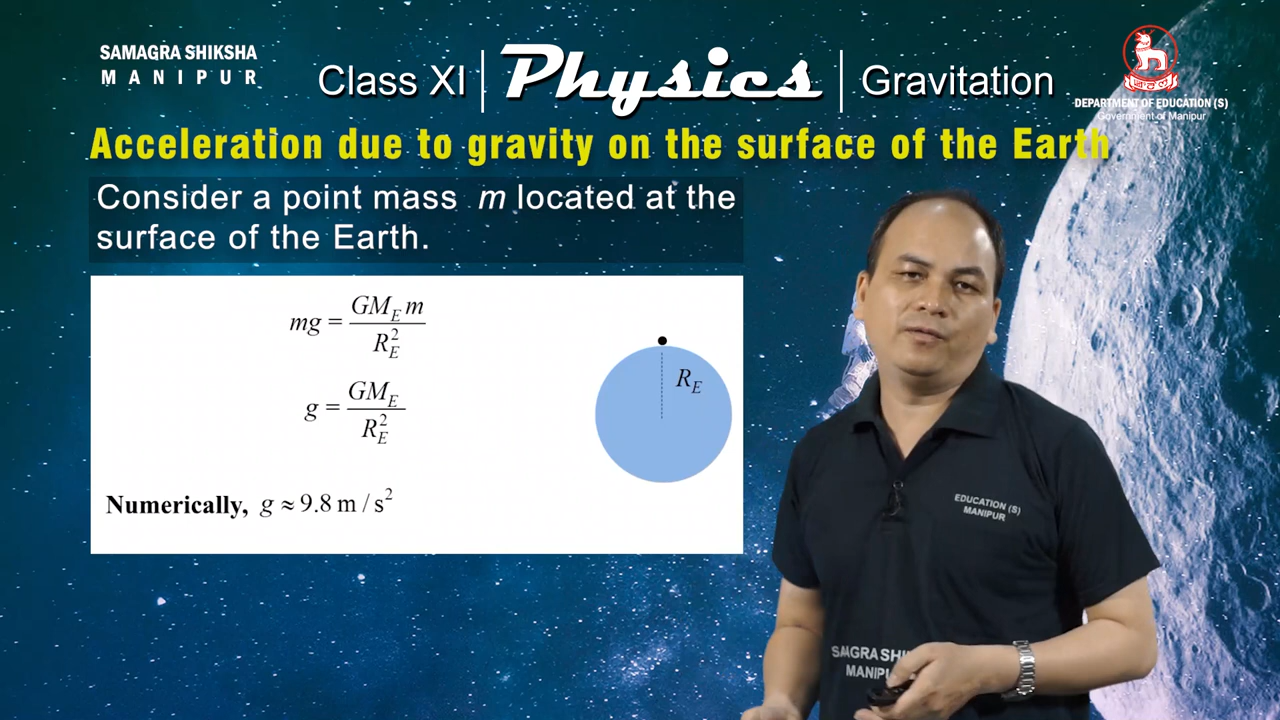 SAMAGRA SHIKSHA
MANIPUR
Class XI | Physics | Gravitation
DEPARTMENT OF EDUCATION (S)
Government of Manipur
Acceleration due to gravity on the surface of the Earth
Consider a point mass m located at the
surface of the Earth.
mg = GM_E m / R_E^2
g = GM_E / R_E^2
R_E
Numerically, g ≈ 9.8 m / s^2
EDUCATION (S)
MANIPUR